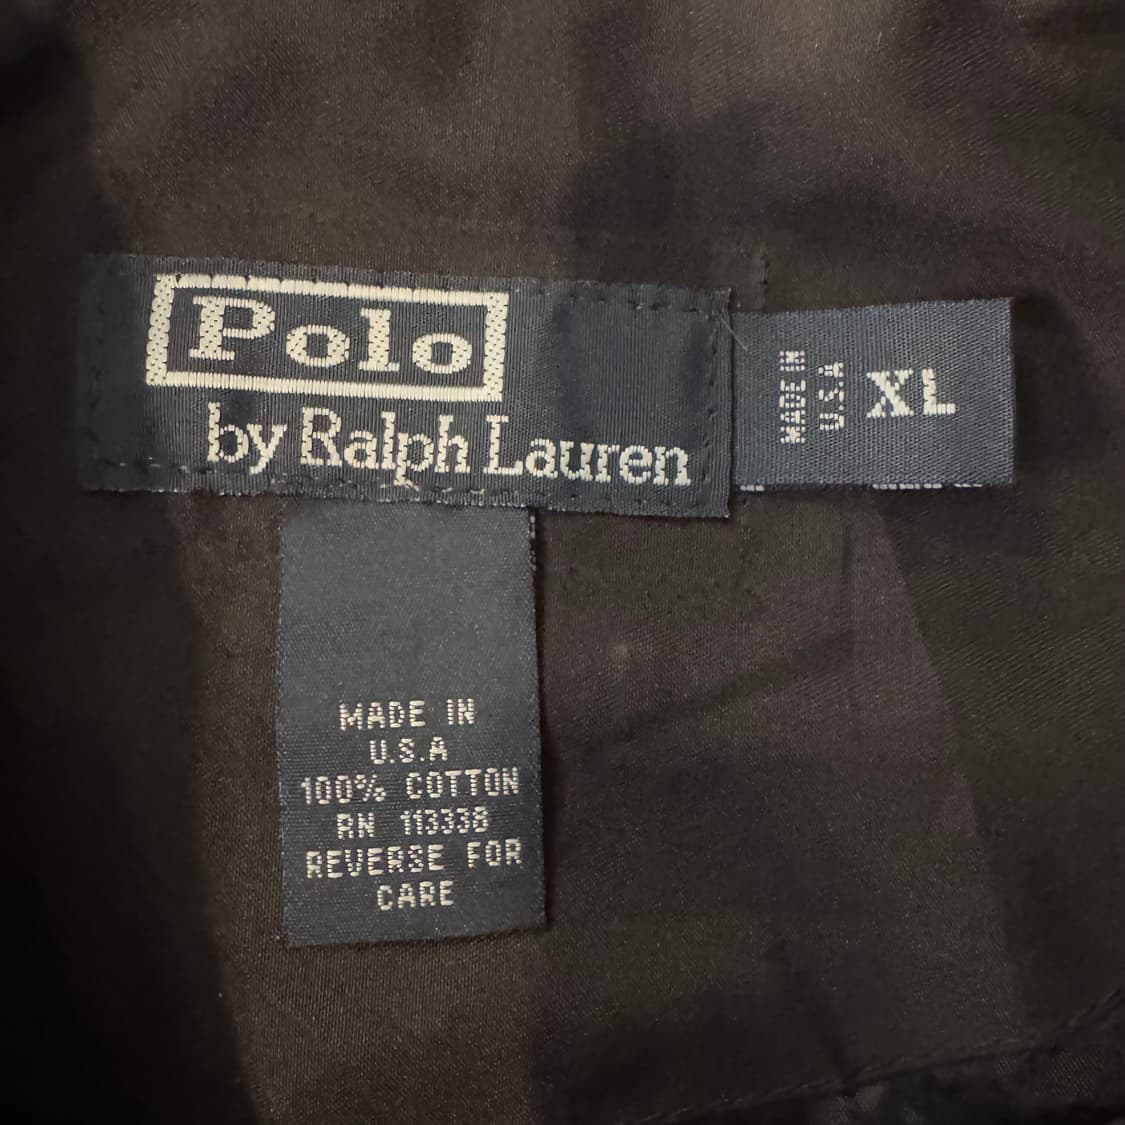 Polo
by Ralph Lauren
MADE IN
U.S.A
XL
MADE IN
U.S.A
100% COTTON
RN 113338
REVERSE FOR
CARE